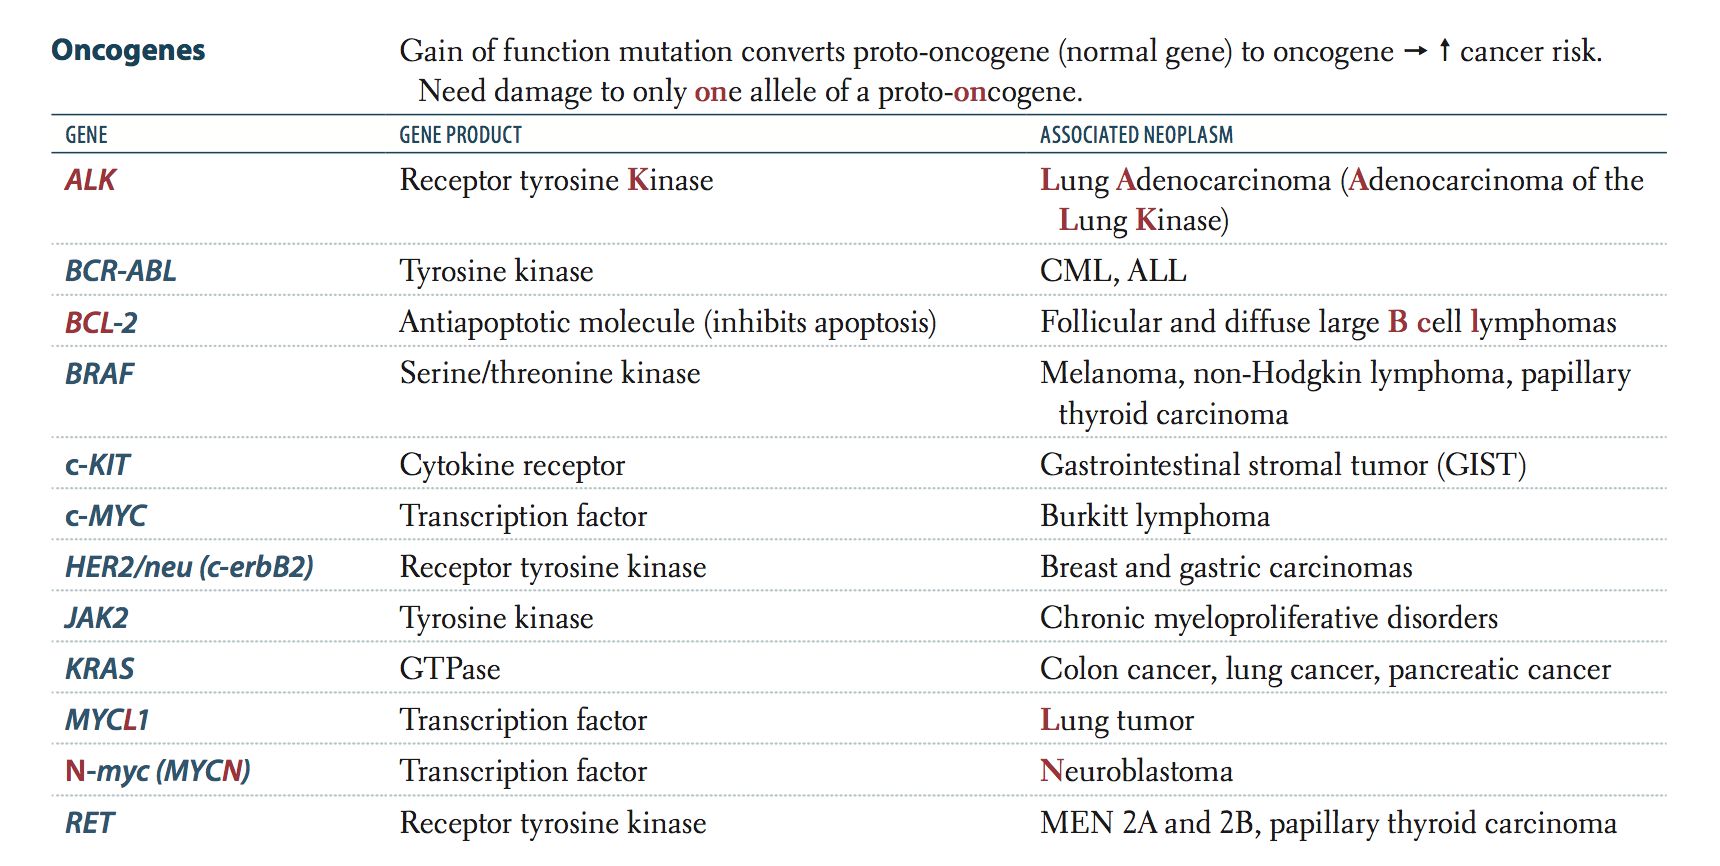 Oncogenes Gain of function mutation converts proto-oncogene (normal gene) to oncogene → ↑ cancer risk.
Need damage to only one allele of a proto-oncogene.
GENE GENE PRODUCT ASSOCIATED NEOPLASM
ALK Receptor tyrosine Kinase Lung Adenocarcinoma (Adenocarcinoma of the
Lung Kinase)
BCR-ABL Tyrosine kinase CML, ALL
BCL-2 Antiapoptotic molecule (inhibits apoptosis) Follicular and diffuse large B cell lymphomas
BRAF Serine/threonine kinase Melanoma, non-Hodgkin lymphoma, papillary
thyroid carcinoma
c-KIT Cytokine receptor Gastrointestinal stromal tumor (GIST)
c-MYC Transcription factor Burkitt lymphoma
HER2/neu (c-erbB2) Receptor tyrosine kinase Breast and gastric carcinomas
JAK2 Tyrosine kinase Chronic myeloproliferative disorders
KRAS GTPase Colon cancer, lung cancer, pancreatic cancer
MYCL1 Transcription factor Lung tumor
N-myc (MYCN) Transcription factor Neuroblastoma
RET Receptor tyrosine kinase MEN 2A and 2B, papillary thyroid carcinoma